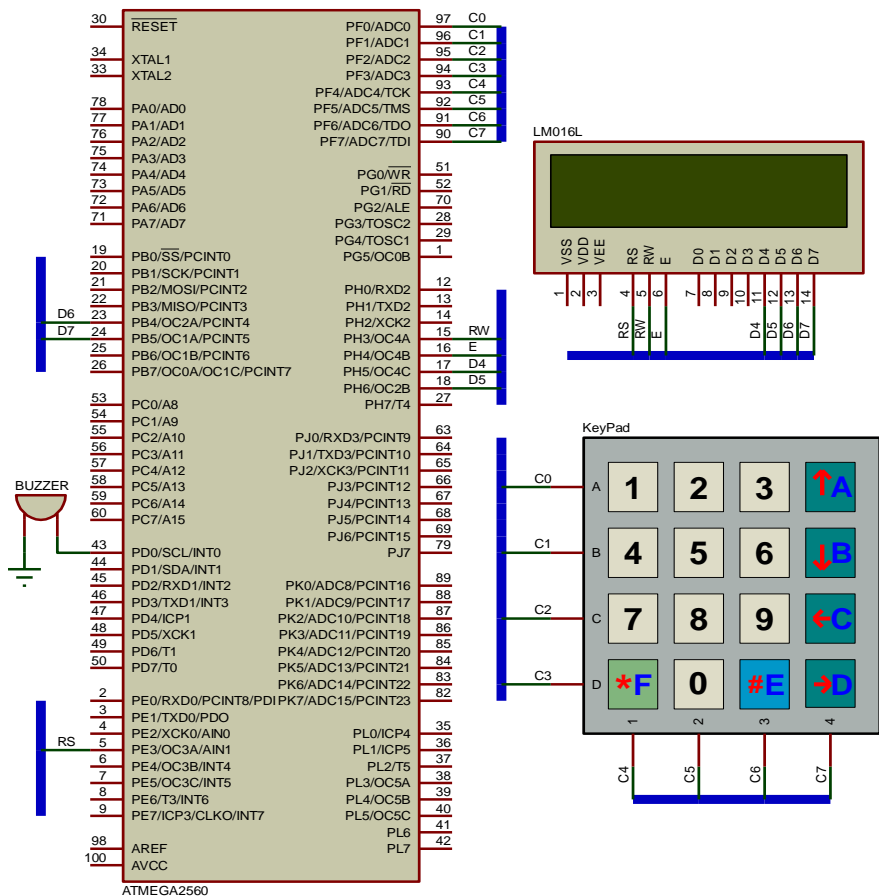 30 RESET PF0/ADC0 97 C0
PF1/ADC1 96 C1
34 XTAL1 PF2/ADC2 95 C2
33 XTAL2 PF3/ADC3 94 C3
PF4/ADC4/TCK 93 C4
78 PA0/AD0 PF5/ADC5/TMS 92 C5
77 PA1/AD1 PF6/ADC6/TDO 91 C6
76 PA2/AD2 PF7/ADC7/TDI 90 C7
75 PA3/AD3
74 PA4/AD4 PG0/WR 51
73 PA5/AD5 PG1/RD 52
72 PA6/AD6 PG2/ALE 70
71 PA7/AD7 PG3/TOSC2 28
PG4/TOSC1 29
19 PB0/SS/PCINT0 PG5/OC0B 1
20 PB1/SCK/PCINT1
21 PB2/MOSI/PCINT2 PH0/RXD2 12
22 PB3/MISO/PCINT3 PH1/TXD2 13
D6 23 PB4/OC2A/PCINT4 PH2/XCK2 14
D7 24 PB5/OC1A/PCINT5 PH3/OC4A 15 RW
25 PB6/OC1B/PCINT6 PH4/OC4B 16 E
26 PB7/OC0A/OC1C/PCINT7 PH5/OC4C 17 D4
PH6/OC2B 18 D5
53 PC0/A8 PH7/T4 27
54 PC1/A9
55 PC2/A10 PJ0/RXD3/PCINT9 63
56 PC3/A11 PJ1/TXD3/PCINT10 64
57 PC4/A12 PJ2/XCK3/PCINT11 65
58 PC5/A13 PJ3/PCINT12 66
59 PC6/A14 PJ4/PCINT13 67
60 PC7/A15 PJ5/PCINT14 68
PJ6/PCINT15 69
43 PD0/SCL/INT0 PJ7 79
44 PD1/SDA/INT1
45 PD2/RXD1/INT2 PK0/ADC8/PCINT16 89
46 PD3/TXD1/INT3 PK1/ADC9/PCINT17 88
47 PD4/ICP1 PK2/ADC10/PCINT18 87
48 PD5/XCK1 PK3/ADC11/PCINT19 86
49 PD6/T1 PK4/ADC12/PCINT20 85
50 PD7/T0 PK5/ADC13/PCINT21 84
PK6/ADC14/PCINT22 83
2 PE0/RXD0/PCINT8/PDI PK7/ADC15/PCINT23 82
3 PE1/TXD0/PDO
4 PE2/XCK0/AIN0 PL0/ICP4 35
RS 5 PE3/OC3A/AIN1 PL1/ICP5 36
6 PE4/OC3B/INT4 PL2/T5 37
7 PE5/OC3C/INT5 PL3/OC5A 38
8 PE6/T3/INT6 PL4/OC5B 39
9 PE7/ICP3/CLKO/INT7 PL5/OC5C 40
PL6 41
98 AREF PL7 42
100 AVCC
ATMEGA2560
BUZZER
LM016L
VSS VDD VEE RS RW E D0 D1 D2 D3 D4 D5 D6 D7
1 2 3 4 5 6 7 8 9 10 11 12 13 14
RS RW E D4 D5 D6 D7
KeyPad
C0 A 1 2 3 ↑A
C1 B 4 5 6 ↓B
C2 C 7 8 9 ←C
C3 D *F 0 #E →D
1 2 3 4
C4 C5 C6 C7